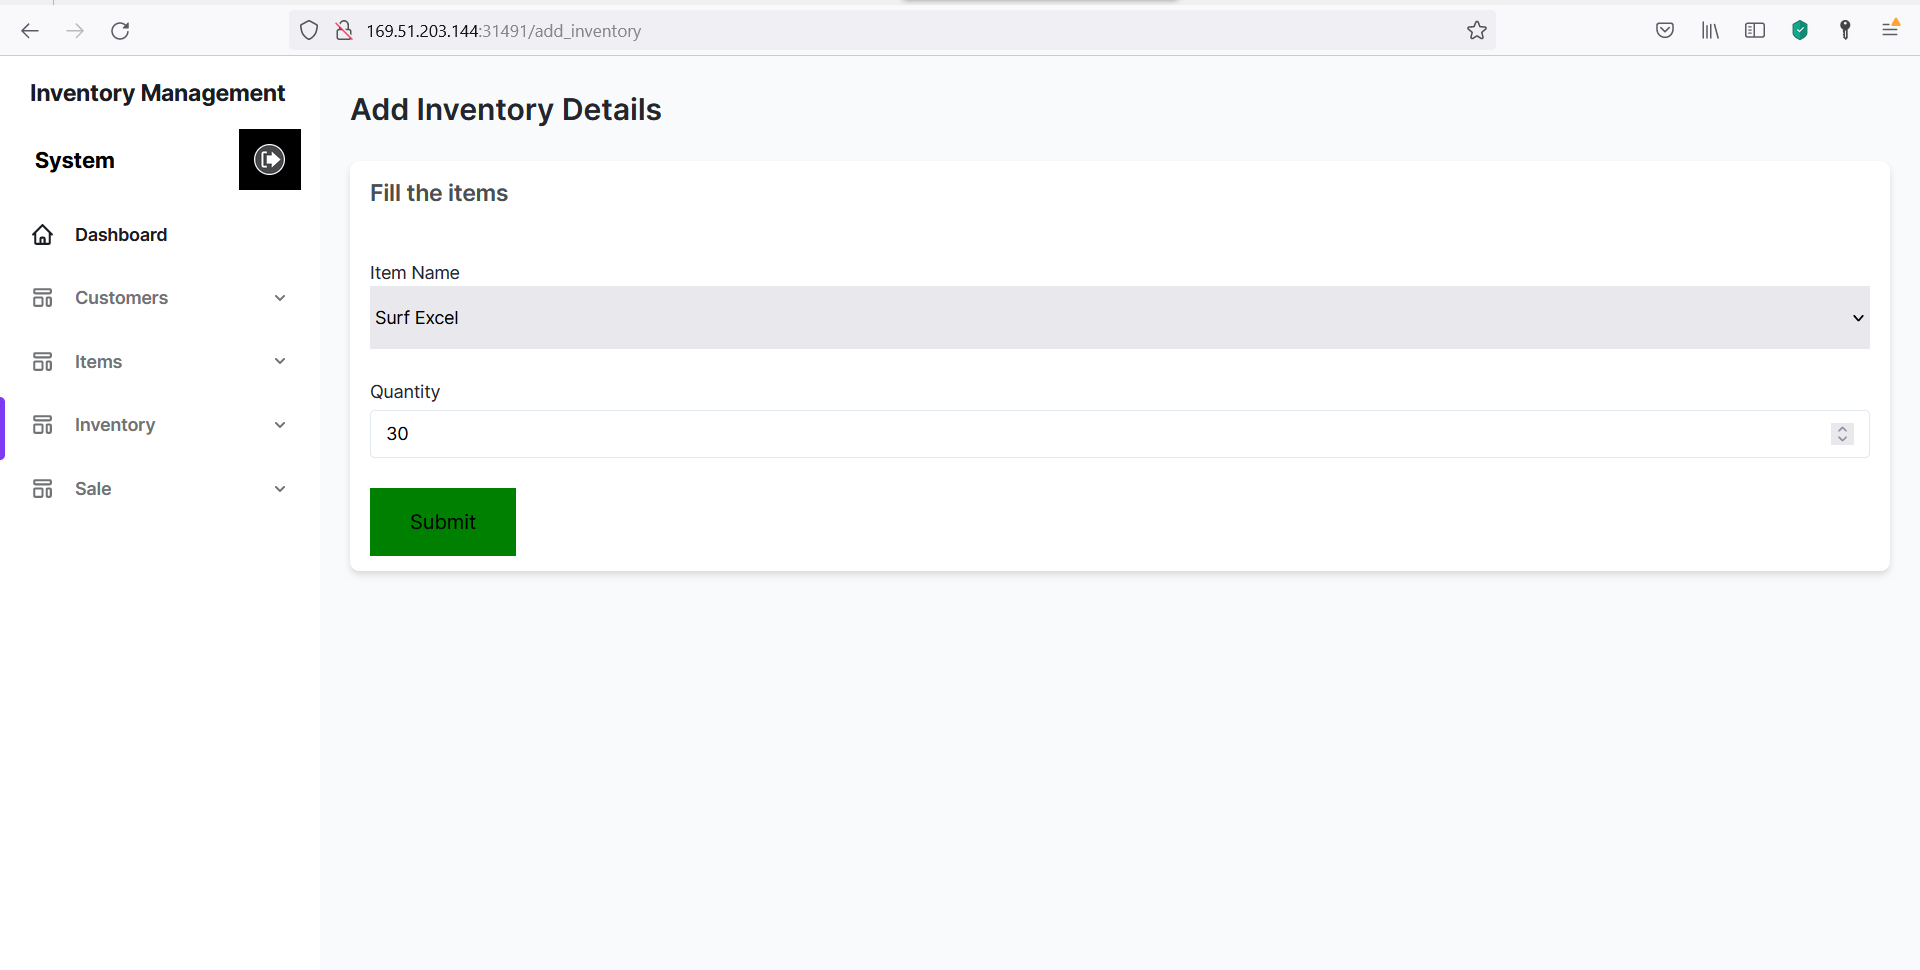 169.51.203.144:31491/add_inventory
Inventory Management
System
Dashboard
Customers
Items
Inventory
Sale
Add Inventory Details
Fill the items
Item Name
Surf Excel
Quantity
30
Submit